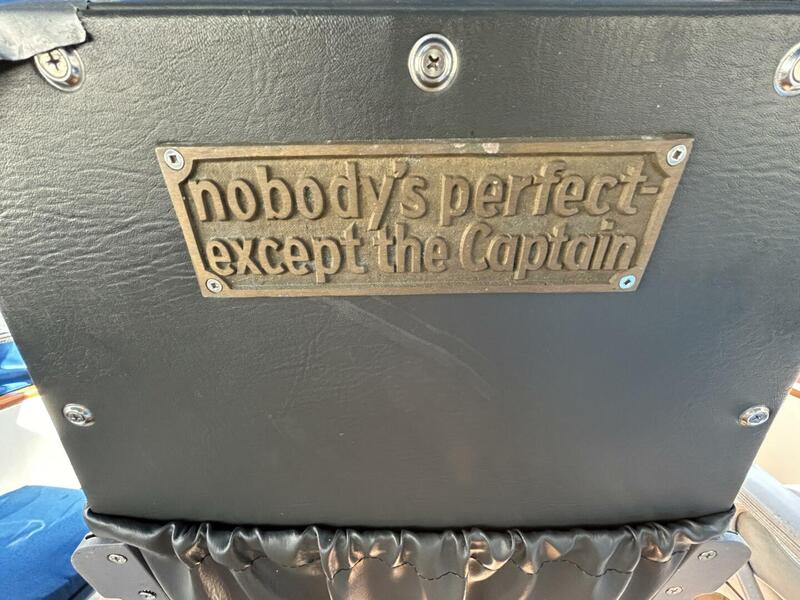 nobody's perfect-
except the Captain